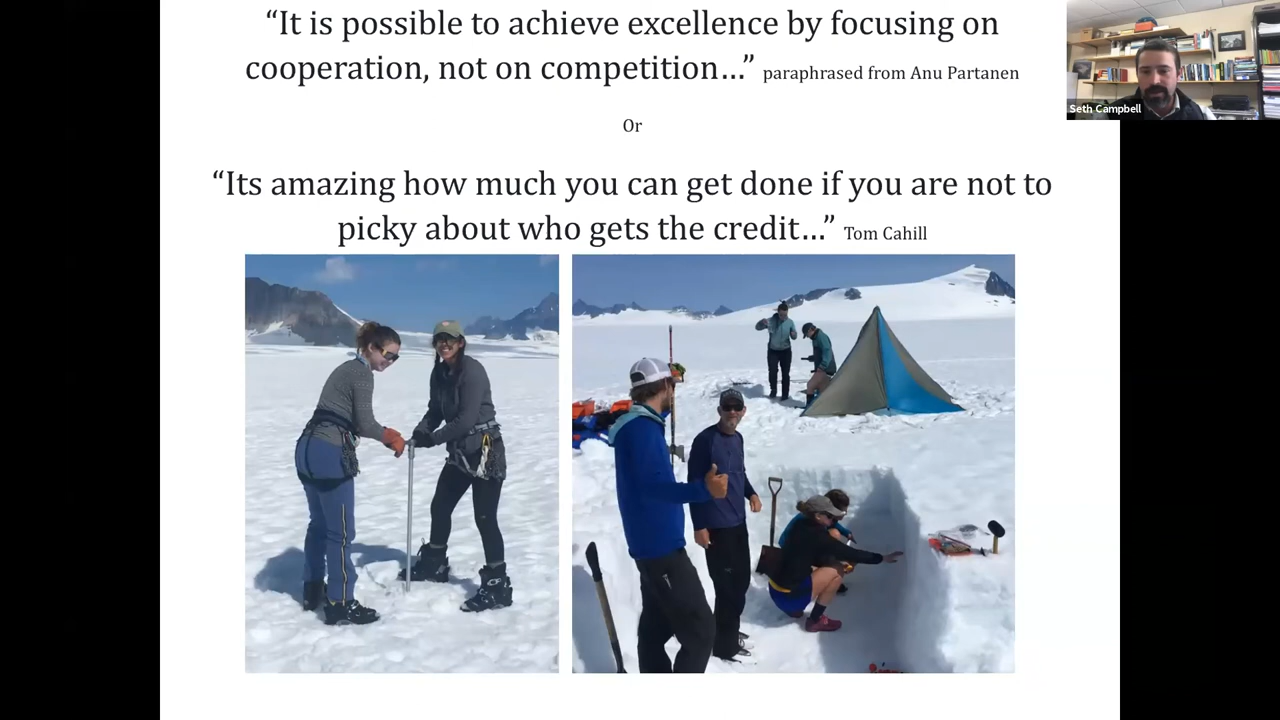 “It is possible to achieve excellence by focusing on
cooperation, not on competition…” paraphrased from Anu Partanen
Or
“Its amazing how much you can get done if you are not to
picky about who gets the credit…” Tom Cahill
Seth Campbell